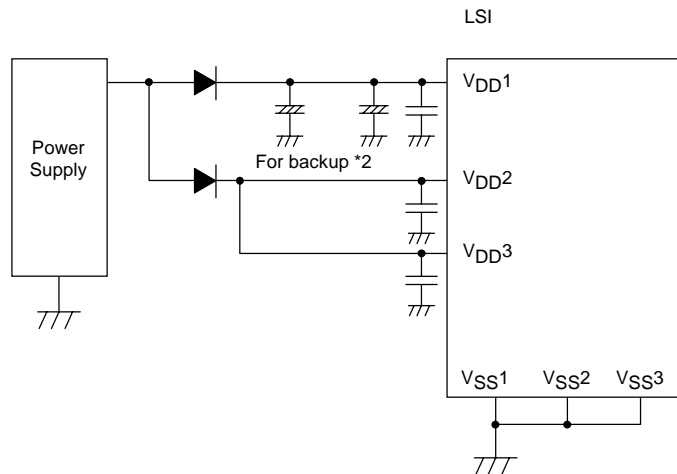 LSI
Power
Supply
VDD1
For backup *2
VDD2
VDD3
VSS1 VSS2 VSS3